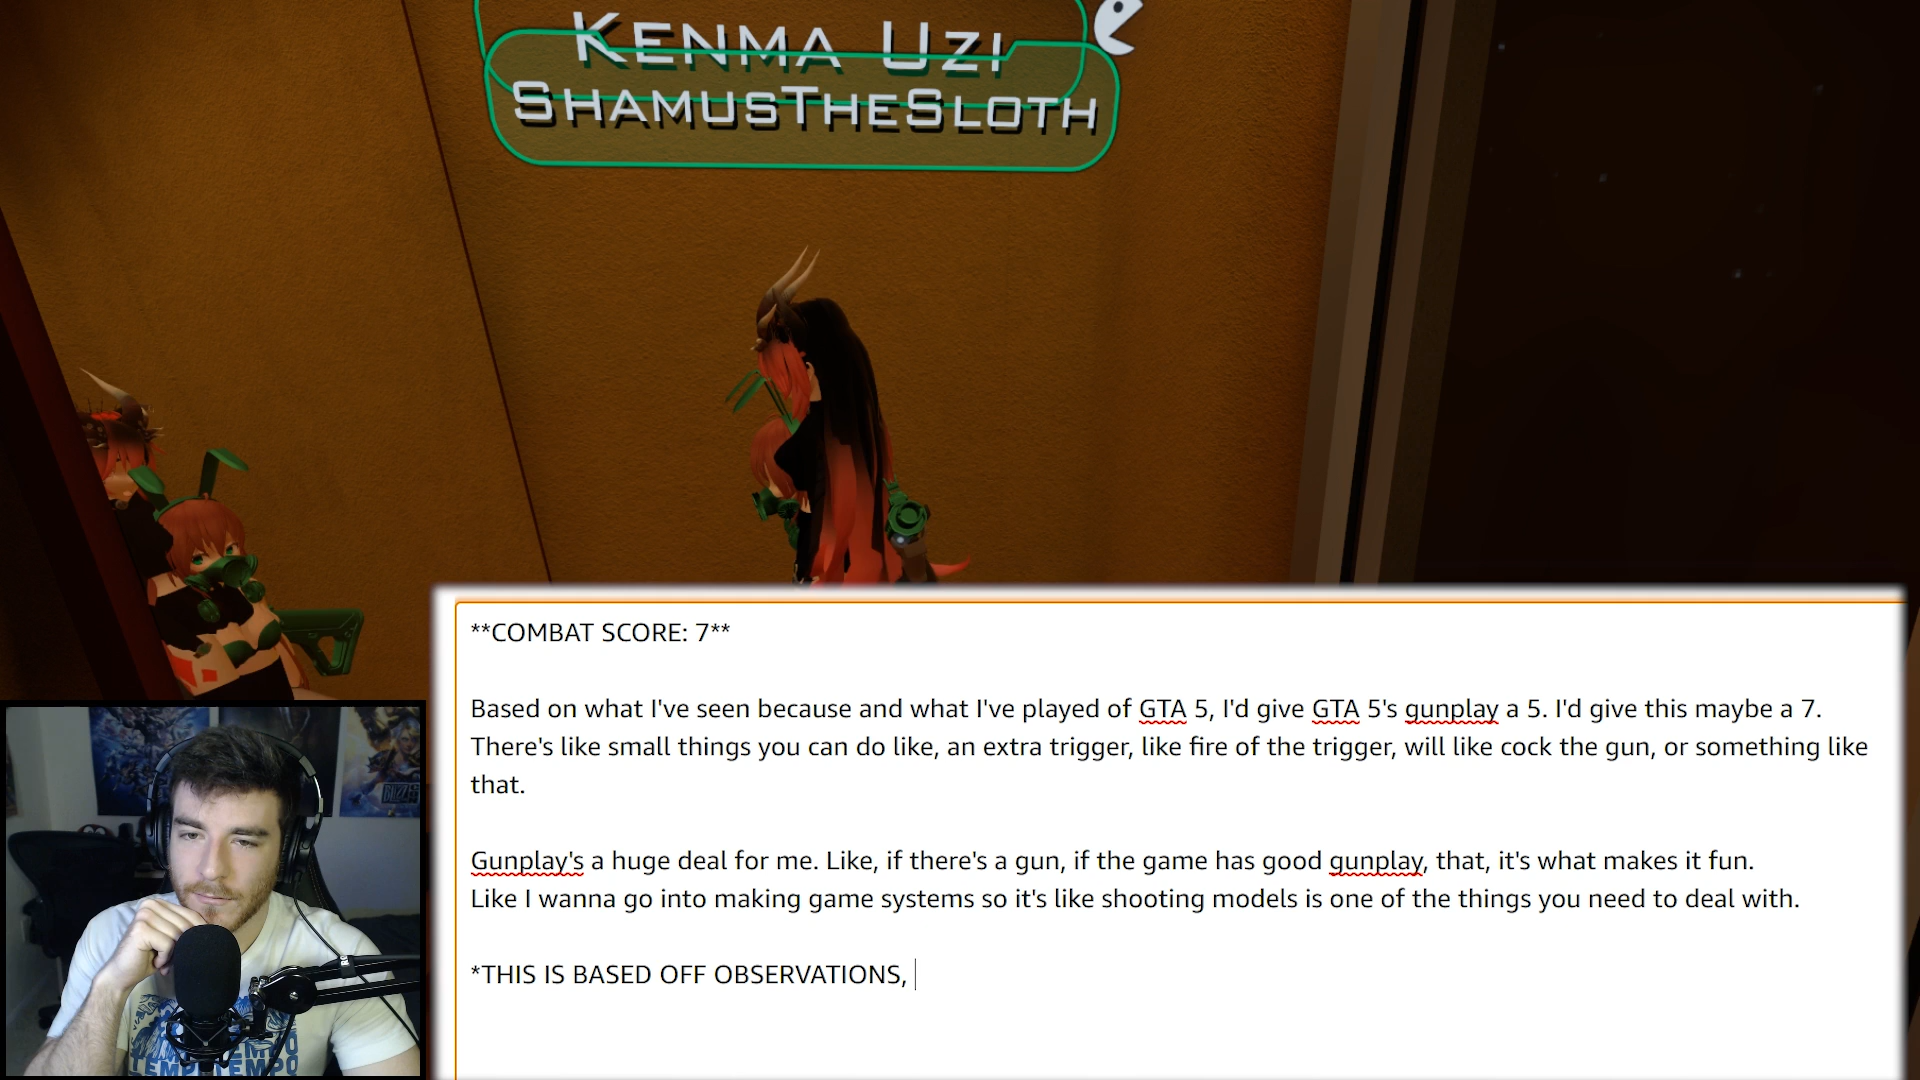 KENMA UZI
SHAMUSTHESLOTH
**COMBAT SCORE: 7**
Based on what I've seen because and what I've played of GTA 5, I'd give GTA 5's gunplay a 5. I'd give this maybe a 7.
There's like small things you can do like, an extra trigger, like fire of the trigger, will like cock the gun, or something like
that.
Gunplay's a huge deal for me. Like, if there's a gun, if the game has good gunplay, that, it's what makes it fun.
Like I wanna go into making game systems so it's like shooting models is one of the things you need to deal with.
*THIS IS BASED OFF OBSERVATIONS,
TEMPO